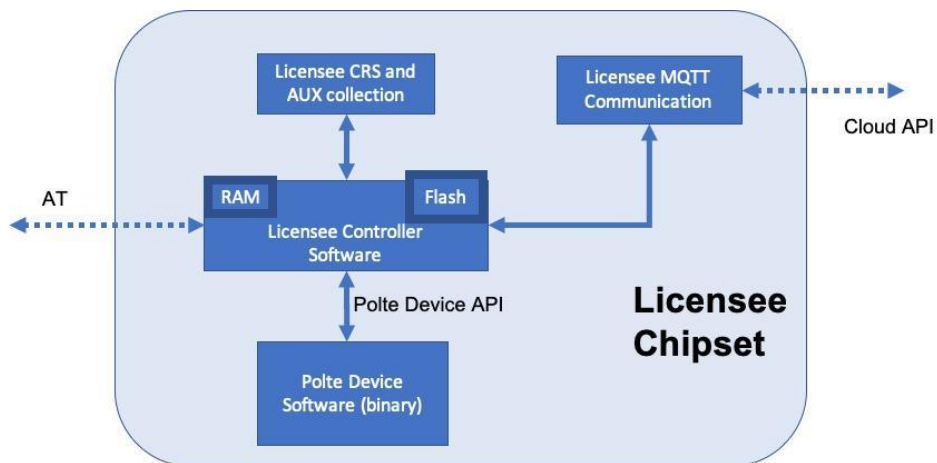 Licensee CRS and
AUX collection
Licensee MQTT
Communication
Cloud API
AT
RAM
Flash
Licensee Controller
Software
Polte Device API
Licensee
Chipset
Polte Device
Software (binary)